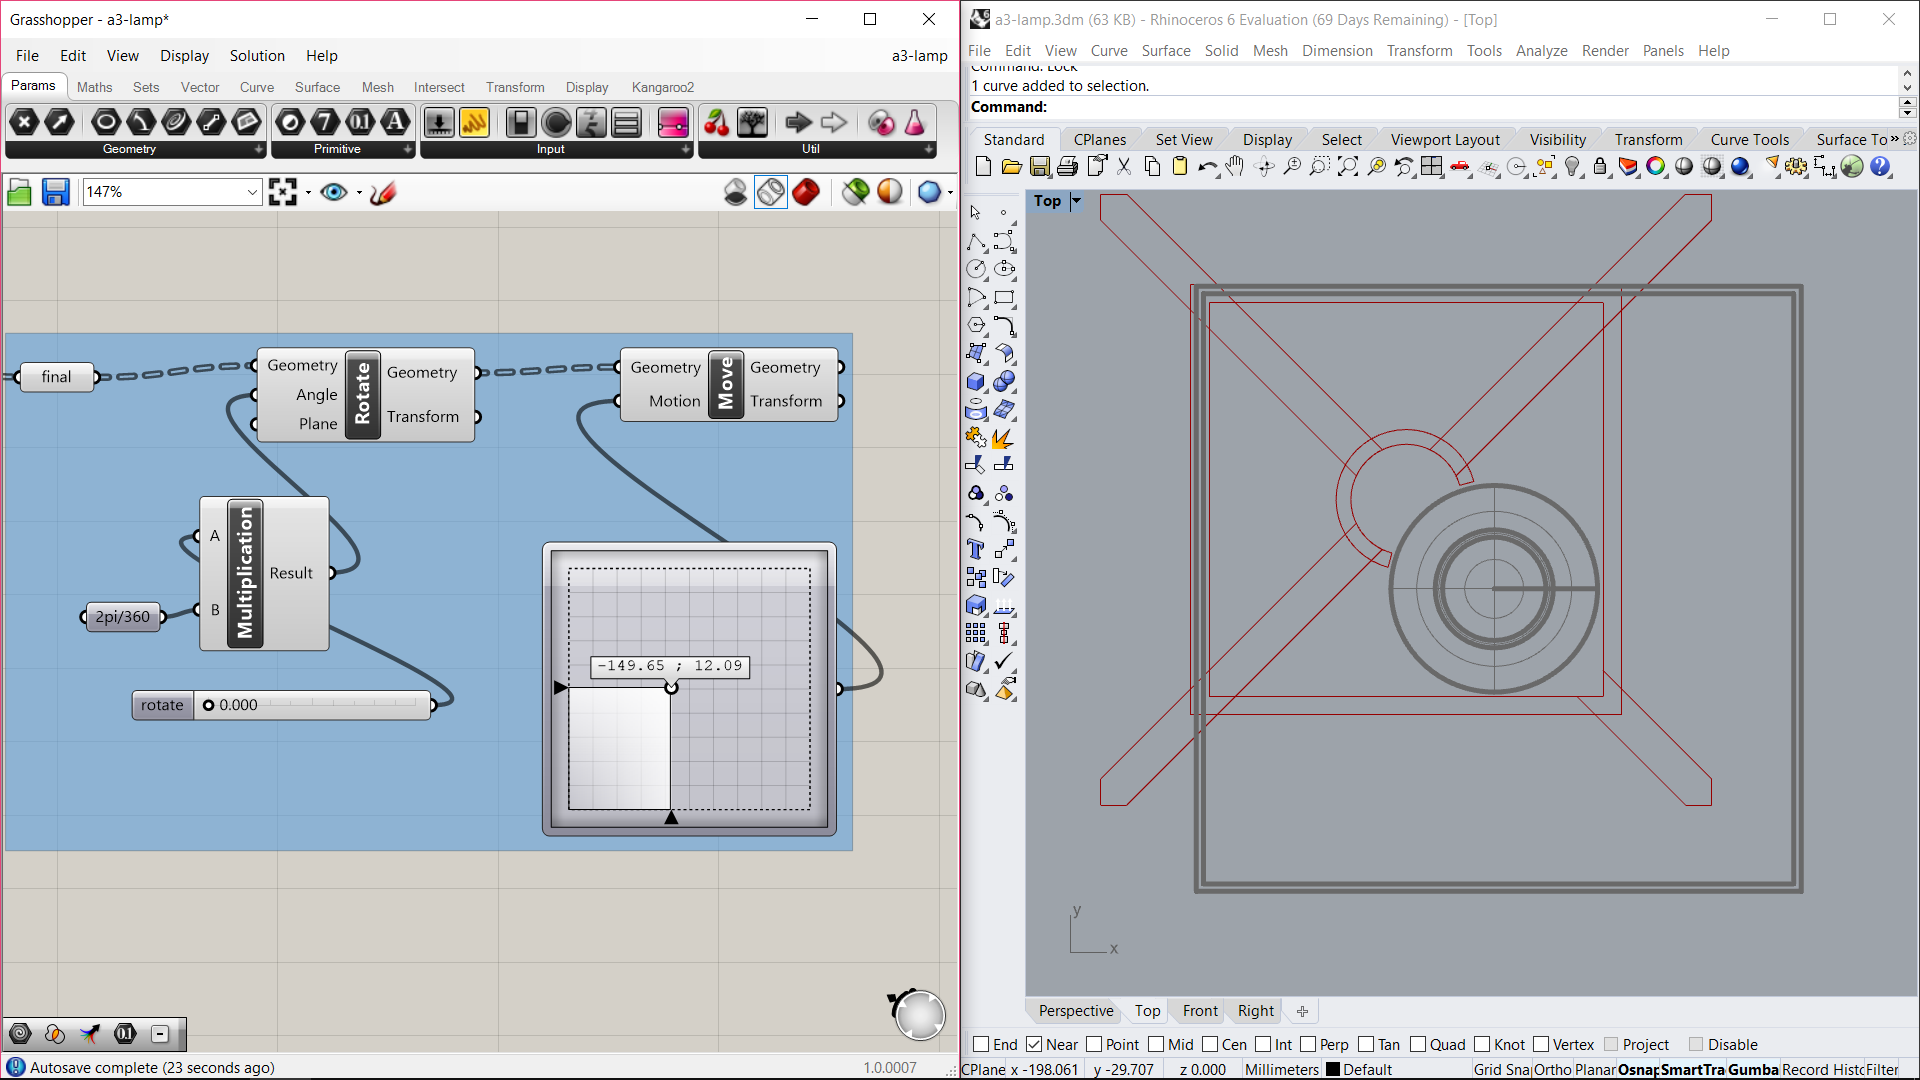 Grasshopper - a3-lamp*
File Edit View Display Solution Help a3-lamp
Params Maths Sets Vector Curve Surface Mesh Intersect Transform Display Kangaroo2
Geometry Primitive Input Util
147%
final
Geometry
Angle
Plane
Rotate
Geometry
Transform
Geometry
Motion
Move
Geometry
Transform
A
B
Multiplication
Result
2pi/360
rotate 0.000
-149.65 ; 12.09
Autosave complete (23 seconds ago) 1.0.0007
a3-lamp.3dm (63 KB) - Rhinoceros 6 Evaluation (69 Days Remaining) - [Top]
File Edit View Curve Surface Solid Mesh Dimension Transform Tools Analyze Render Panels Help
Command: Lock
1 curve added to selection.
Command:
Standard CPlanes Set View Display Select Viewport Layout Visibility Transform Curve Tools Surface To »
Top
y
x
Perspective Top Front Right
End Near Point Mid Cen Int Perp Tan Quad Knot Vertex Project Disable
CPlane x -198.061 y -29.707 z 0.000 Millimeters Default Grid Sna Ortho Planar Osnap SmartTra Gumba Record Histo Filter